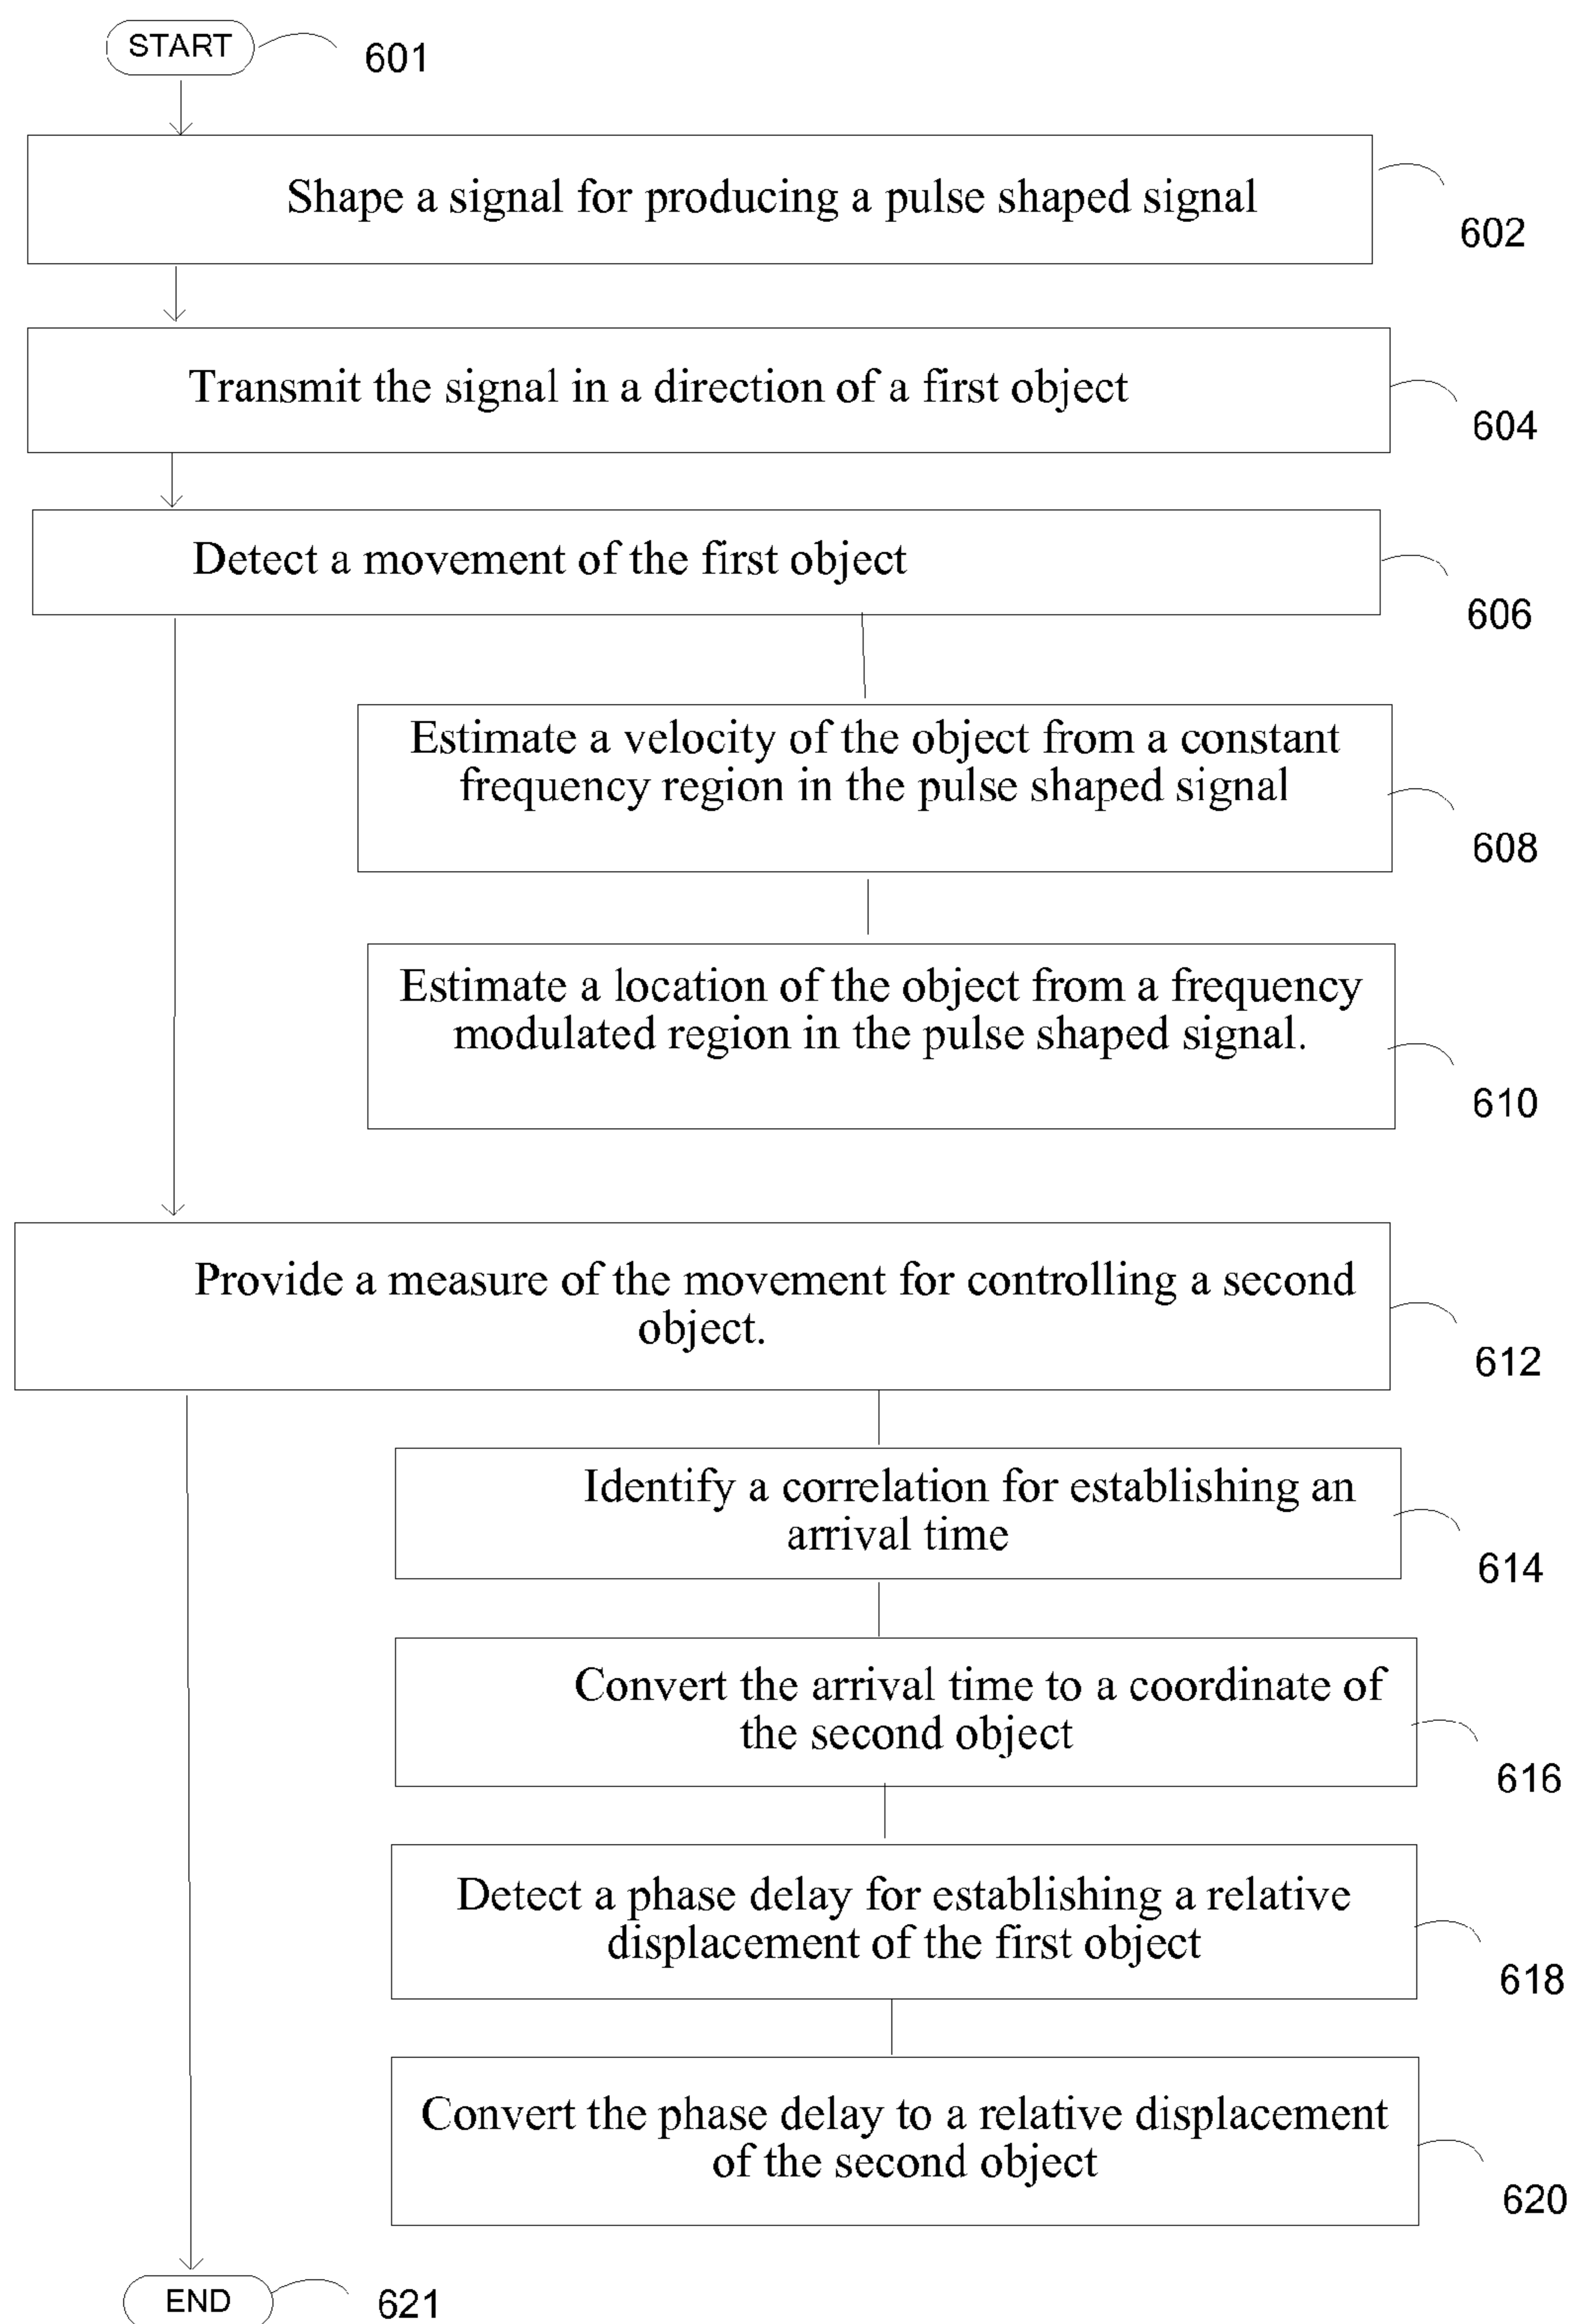 START
601
Shape a signal for producing a pulse shaped signal
602
Transmit the signal in a direction of a first object
604
Detect a movement of the first object
606
Estimate a velocity of the object from a constant
frequency region in the pulse shaped signal
608
Estimate a location of the object from a frequency
modulated region in the pulse shaped signal.
610
Provide a measure of the movement for controlling a second
object.
612
Identify a correlation for establishing an
arrival time
614
Convert the arrival time to a coordinate of
the second object
616
Detect a phase delay for establishing a relative
displacement of the first object
618
Convert the phase delay to a relative displacement
of the second object
620
END
621